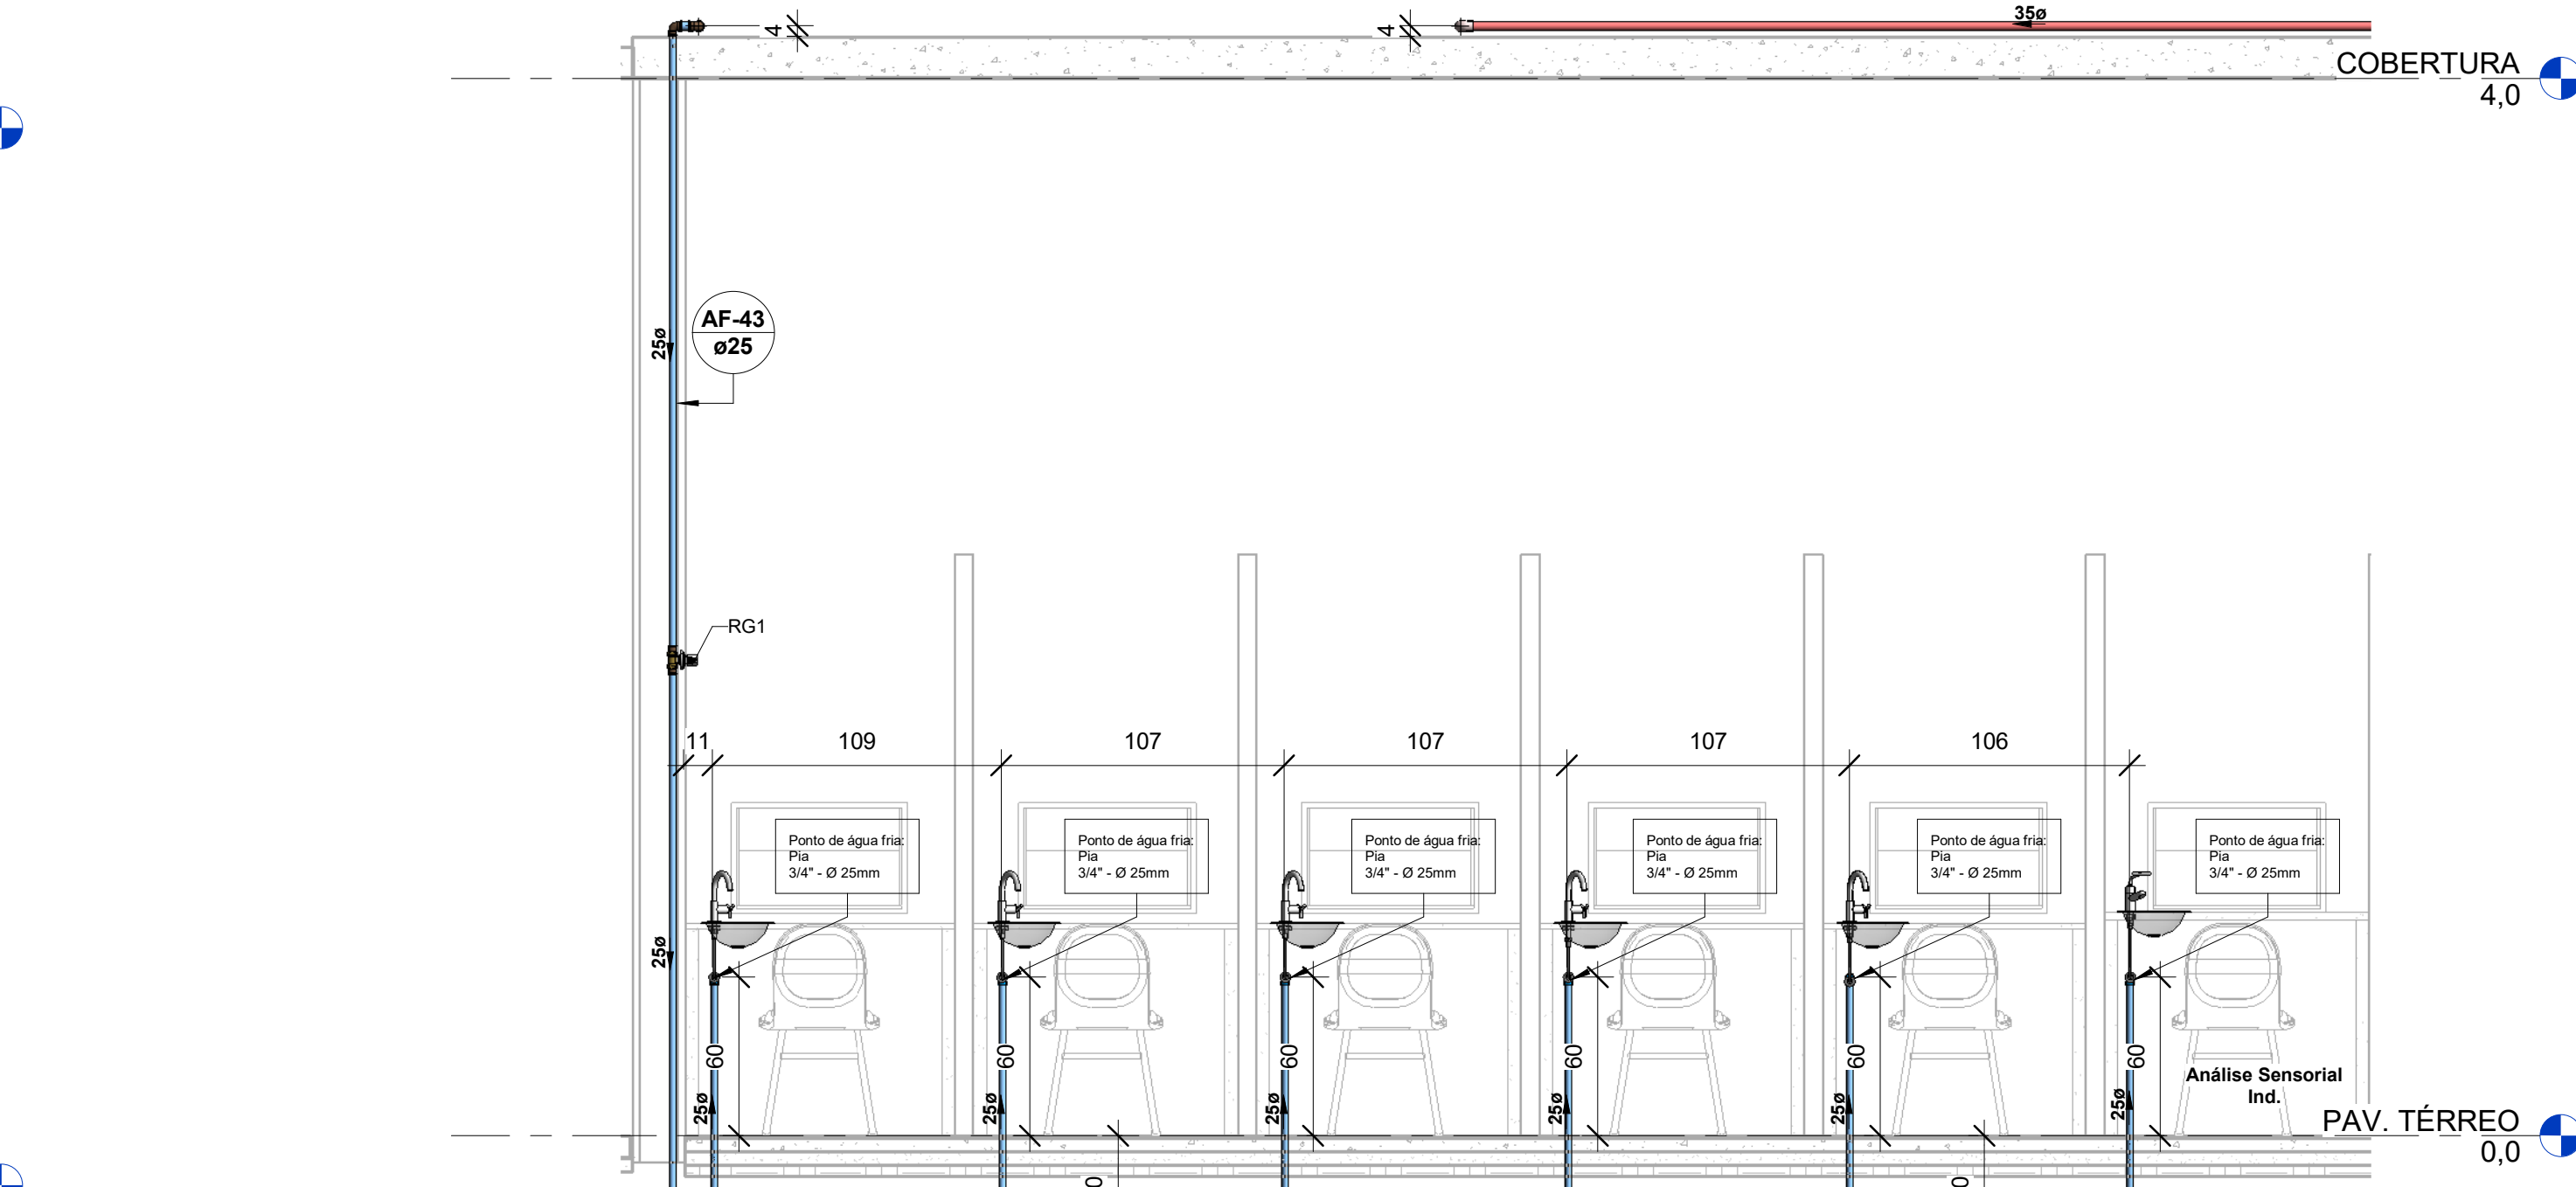 4
4
35ø
COBERTURA
4,0
AF-43
ø25
25ø
RG1
11
109
107
107
107
106
Ponto de água fria:
Pia
3/4" - Ø 25mm
Ponto de água fria:
Pia
3/4" - Ø 25mm
Ponto de água fria:
Pia
3/4" - Ø 25mm
Ponto de água fria:
Pia
3/4" - Ø 25mm
Ponto de água fria:
Pia
3/4" - Ø 25mm
Ponto de água fria:
Pia
3/4" - Ø 25mm
25ø
60
60
60
60
60
60
25ø
25ø
25ø
25ø
25ø
25ø
Análise Sensorial
Ind.
PAV. TÉRREO
0,0